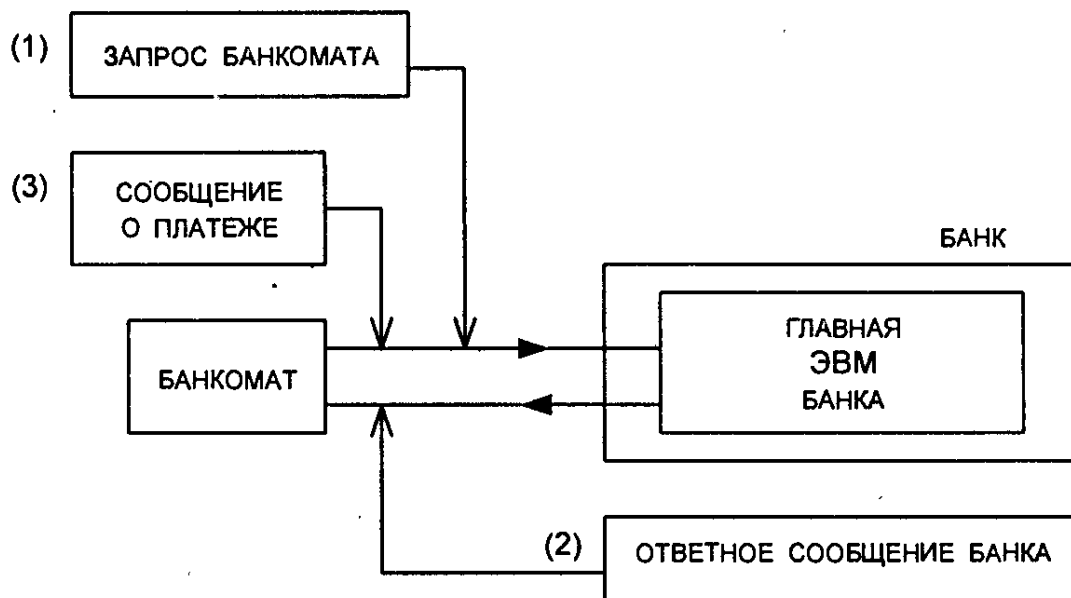 (1) ЗАПРОС БАНКОМАТА
(3) СООБЩЕНИЕ
О ПЛАТЕЖЕ
БАНК
БАНКОМАТ
ГЛАВНАЯ
ЭВМ
БАНКА
(2) ОТВЕТНОЕ СООБЩЕНИЕ БАНКА